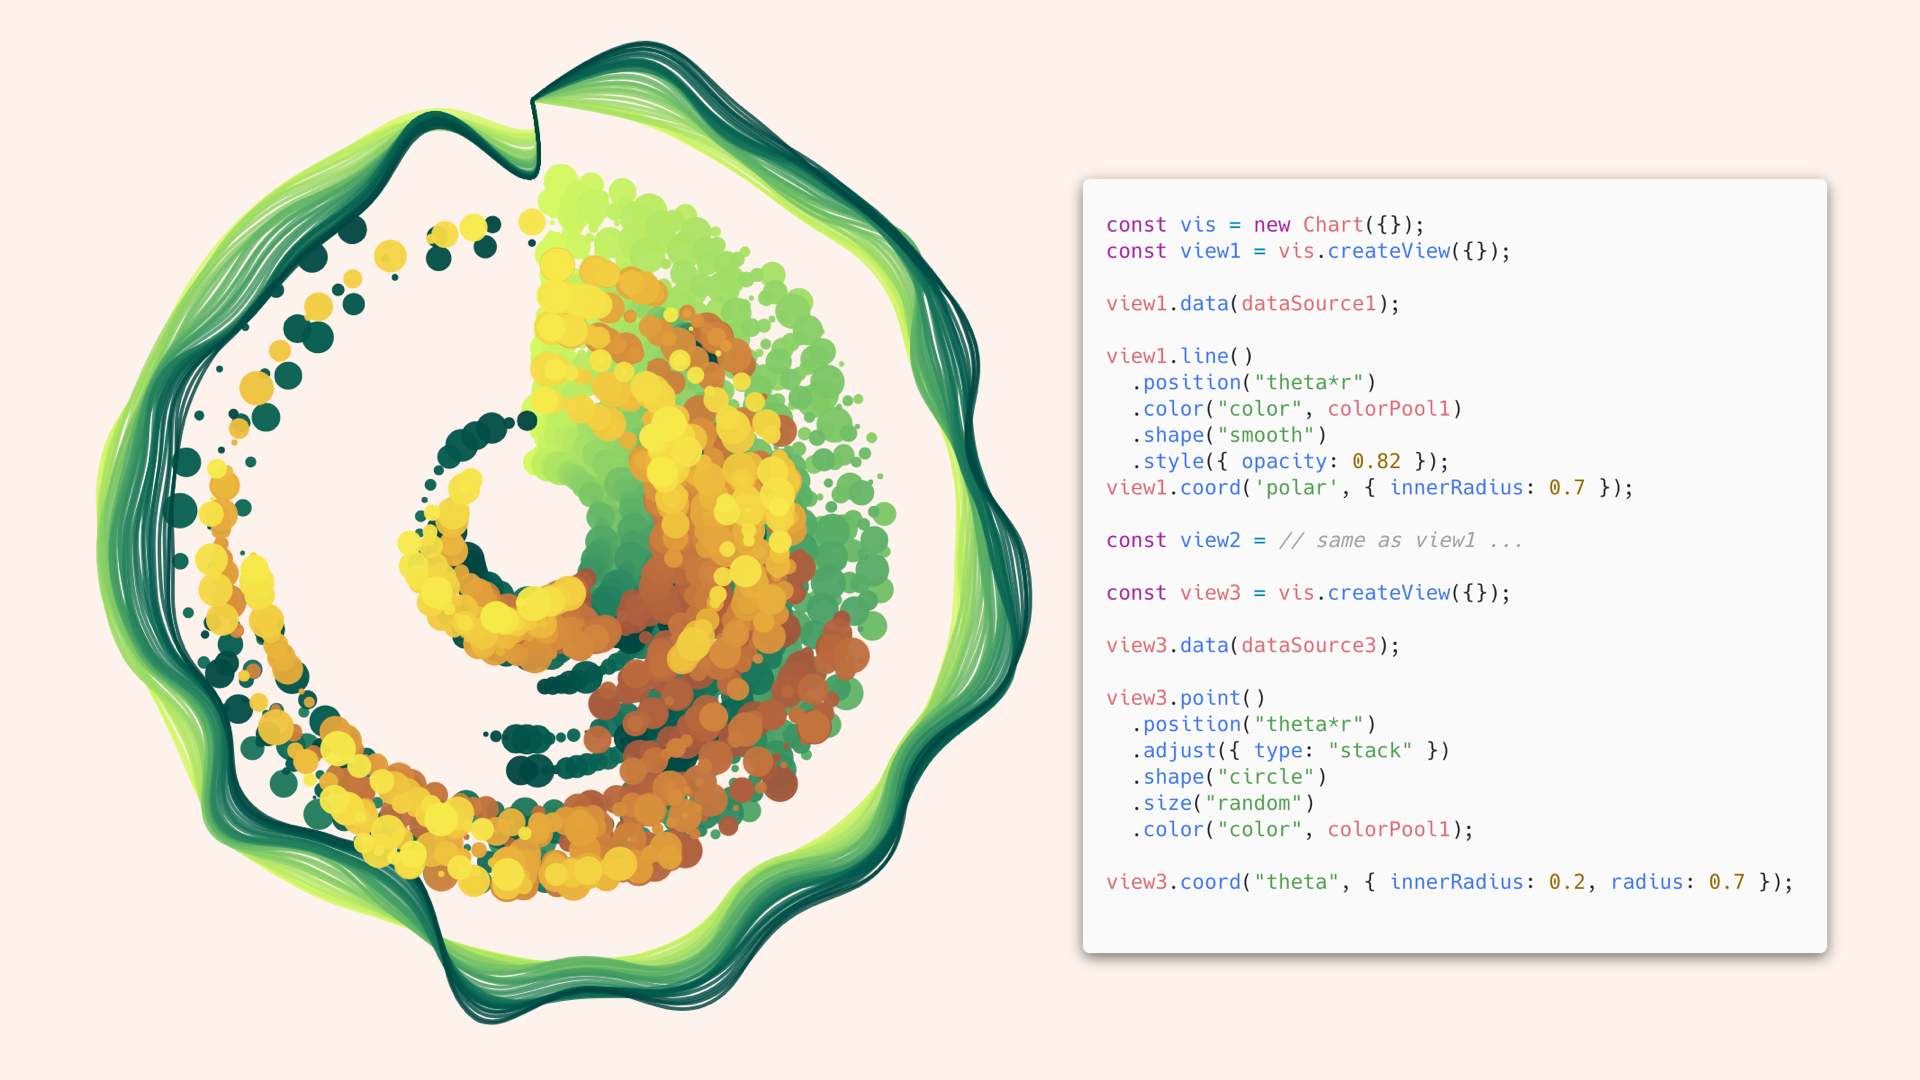 const vis = new Chart({});
const view1 = vis.createView({});
view1.data(dataSource1);
view1.line()
.position("theta*r")
.color("color", colorPool1)
.shape("smooth")
.style({ opacity: 0.82 });
view1.coord('polar', { innerRadius: 0.7 });
const view2 = // same as view1 ...
const view3 = vis.createView({});
view3.data(dataSource3);
view3.point()
.position("theta*r")
.adjust({ type: "stack" })
.shape("circle")
.size("random")
.color("color", colorPool1);
view3.coord("theta", { innerRadius: 0.2, radius: 0.7 });